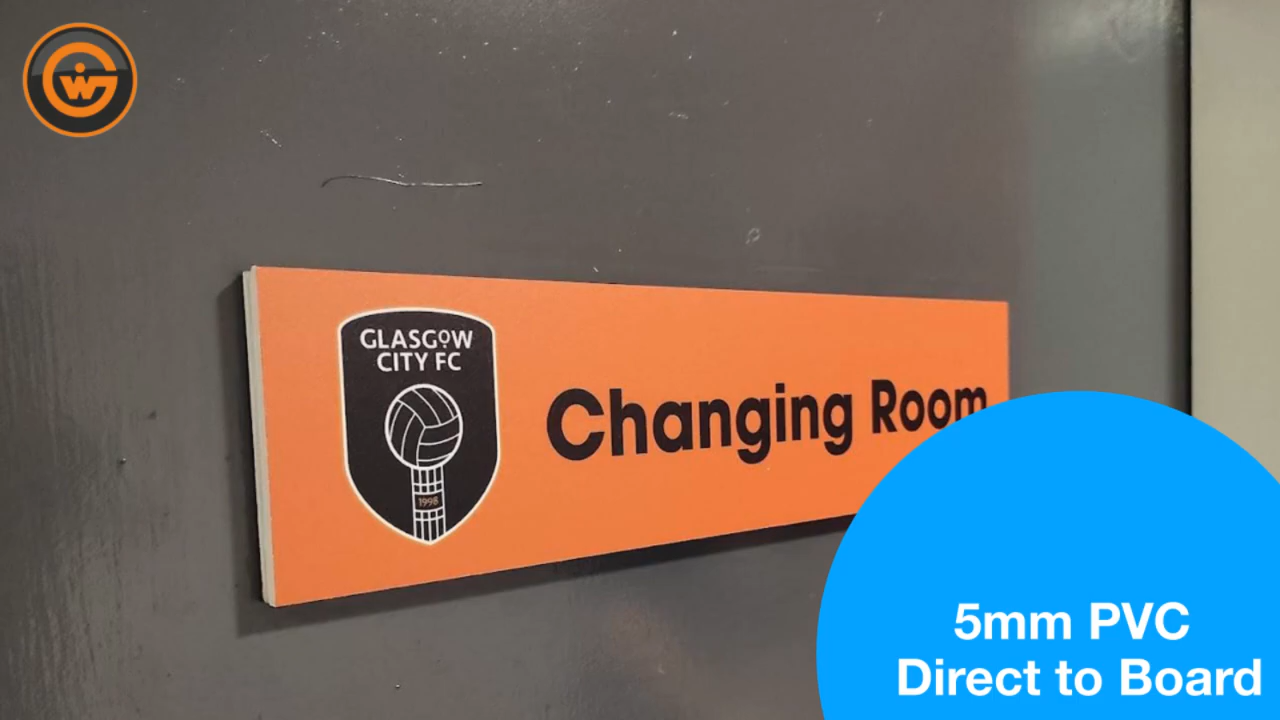 GLASGOW
CITY FC
1998
Changing Room
5mm PVC
Direct to Board